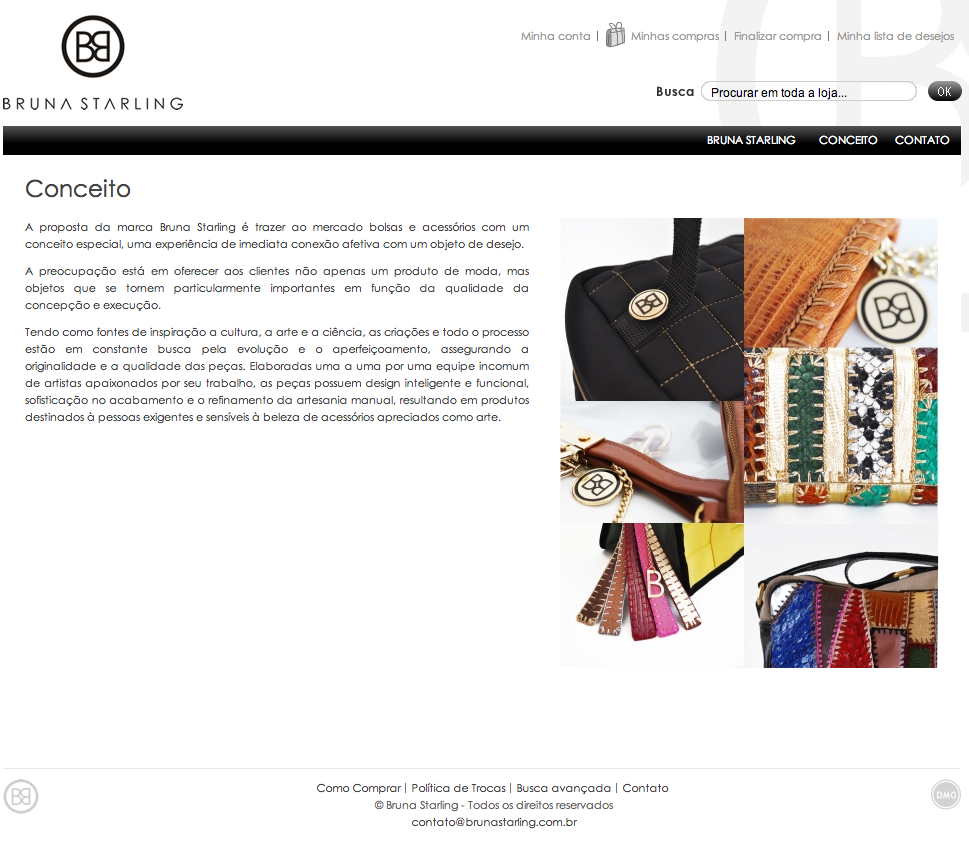 BRUNA STARLING
Minha conta | Minhas compras | Finalizar compra | Minha lista de desejos
Busca Procurar em toda a loja... OK
BRUNA STARLING CONCEITO CONTATO
Conceito
A proposta da marca Bruna Starling é trazer ao mercado bolsas e acessórios com um
conceito especial, uma experiência de imediata conexão afetiva com um objeto de desejo.
A preocupação está em oferecer aos clientes não apenas um produto de moda, mas
objetos que se tornem particularmente importantes em função da qualidade da
concepção e execução.
Tendo como fontes de inspiração a cultura, a arte e a ciência, as criações e todo o processo
estão em constante busca pela evolução e o aperfeiçoamento, assegurando a
originalidade e a qualidade das peças. Elaboradas uma a uma por uma equipe incomum
de artistas apaixonados por seu trabalho, as peças possuem design inteligente e funcional,
sofisticação no acabamento e o refinamento da artesania manual, resultando em produtos
destinados à pessoas exigentes e sensíveis à beleza de acessórios apreciados como arte.
B
Como Comprar | Política de Trocas | Busca avançada | Contato
© Bruna Starling - Todos os direitos reservados
contato@brunastarling.com.br
DMG